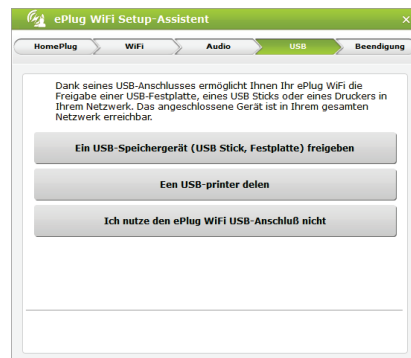 ePlug WiFi Setup-Assistent
HomePlug WiFi Audio USB Beendigung
Dank seines USB-Anschlusses ermöglicht Ihnen Ihr ePlug WiFi die
Freigabe einer USB-Festplatte, eines USB Sticks oder eines Druckers in
Ihrem Netzwerk. Das angeschlossene Gerät ist in Ihrem gesamten
Netzwerk erreichbar.
Ein USB-Speichergerät (USB Stick, Festplatte) freigeben
Een USB-printer delen
Ich nutze den ePlug WiFi USB-Anschluß nicht